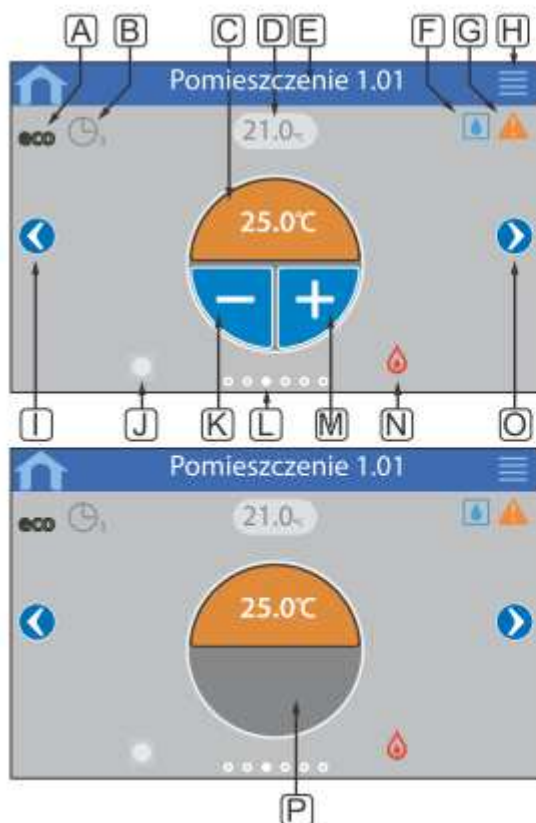 A B C D E F G H
Pomieszczenie 1.01
eco 21.0°C
25.0°C
I J K L M N O
Pomieszczenie 1.01
eco 21.0°C
25.0°C
P